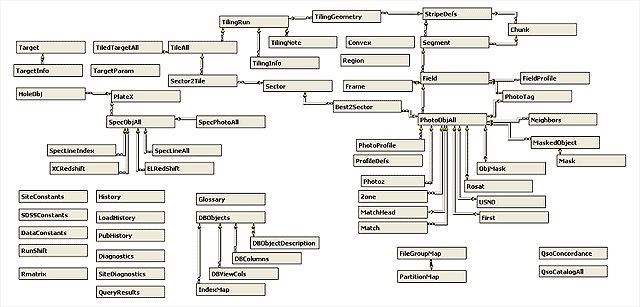 TilingRun
TilingGeometry
StripeDefs
Chunk
Target
TiledTargetAll
TileAll
TilingNote
Convex
Segment
TargetInfo
TargetParam
TilingInfo
Region
Sector2Tile
Sector
Frame
Field
FieldProfile
HoleObj
PlateX
Best2Sector
PhotoTag
SpecObjAll
SpecPhotoAll
PhotoObjAll
Neighbors
SpecLineIndex
SpecLineAll
PhotoProfile
MaskedObject
XCRedShift
ELRedShift
ProfileDefs
Mask
ObjMask
Photoz
Rosat
SiteConstants
History
Glossary
Zone
USNO
SDSSConstants
LoadHistory
DBObjects
MatchHead
First
DataConstants
PubHistory
Match
RunShift
Diagnostics
DBObjectDescription
FileGroupMap
QsoConcordance
DBColumns
Rmatrix
SiteDiagnostics
DBViewCols
PartitionMap
QsoCatalogAll
QueryResults
IndexMap